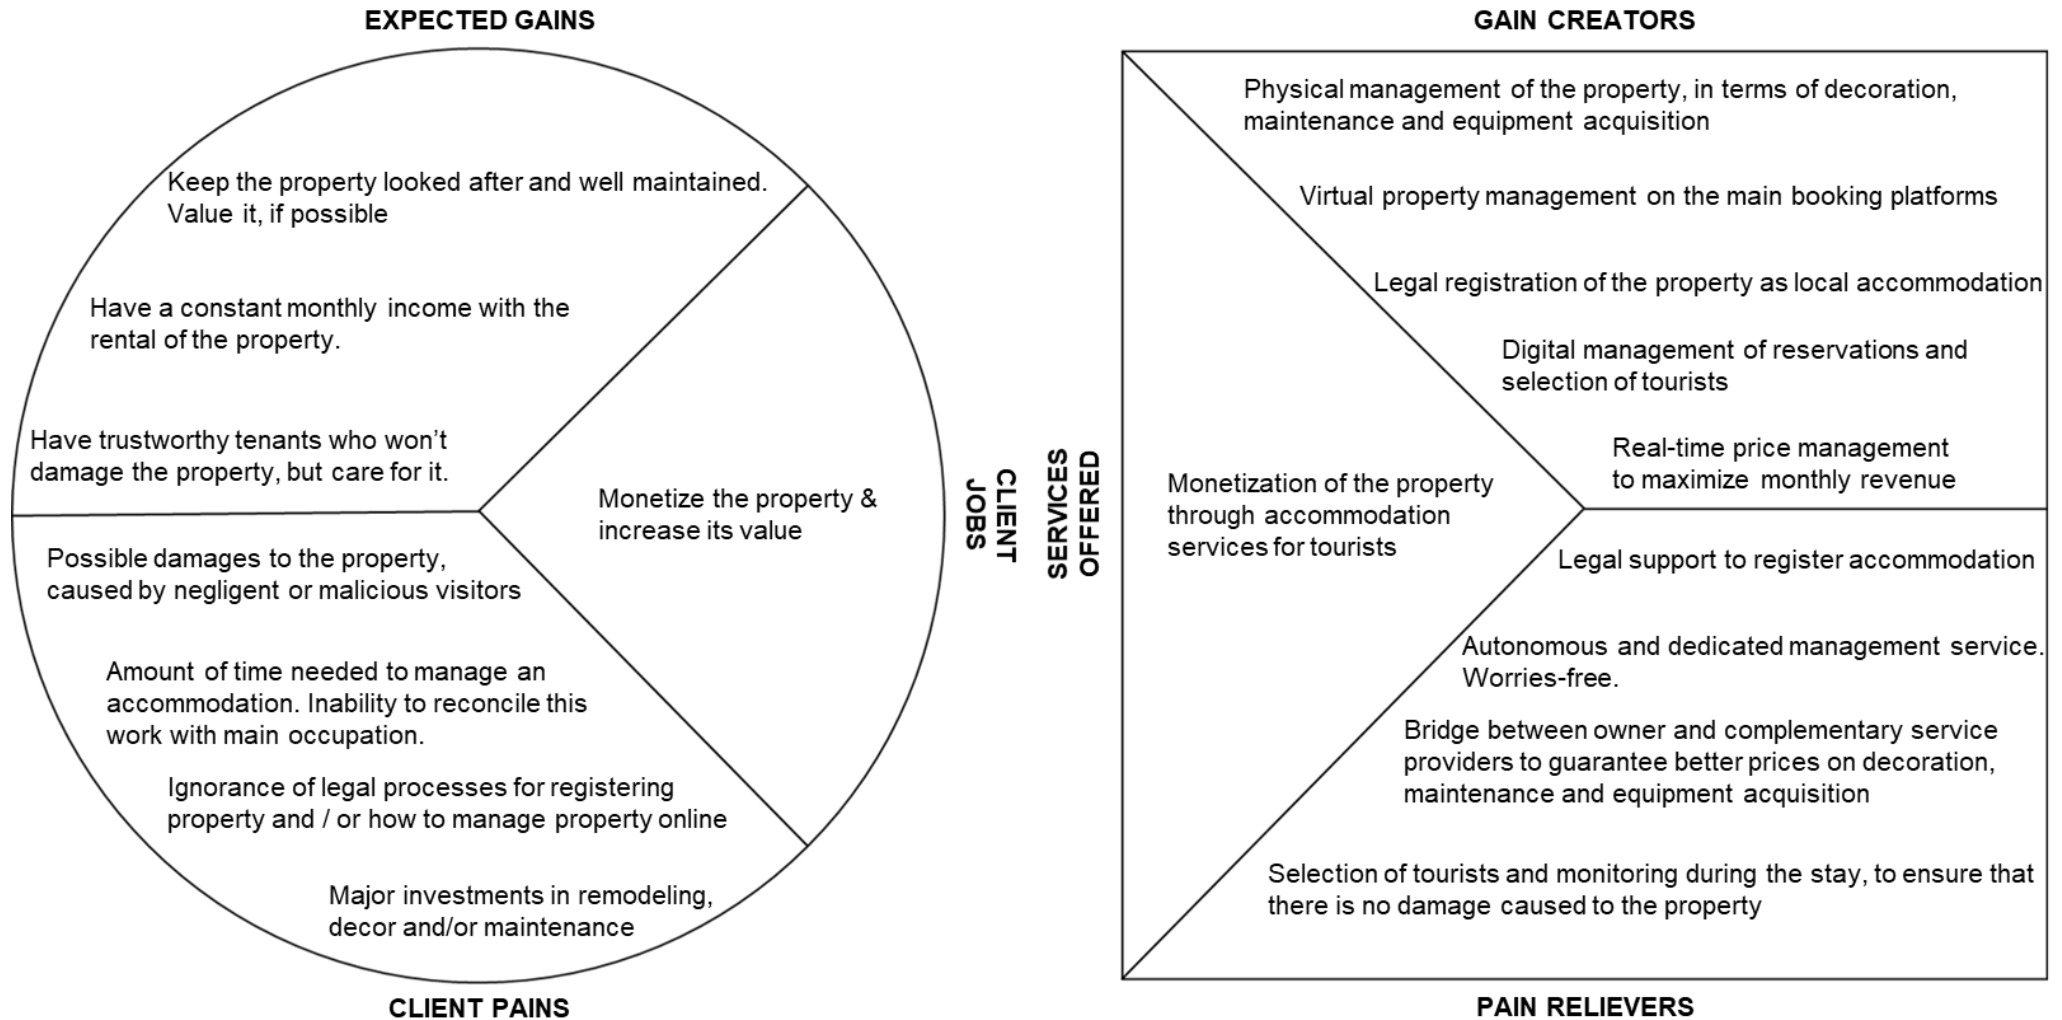 EXPECTED GAINS
Keep the property looked after and well maintained.
Value it, if possible
Have a constant monthly income with the
rental of the property.
Have trustworthy tenants who won’t
damage the property, but care for it.
Monetize the property &
increase its value
CLIENT
JOBS
Possible damages to the property,
caused by negligent or malicious visitors
Amount of time needed to manage an
accommodation. Inability to reconcile this
work with main occupation.
Ignorance of legal processes for registering
property and / or how to manage property online
Major investments in remodeling,
decor and/or maintenance
CLIENT PAINS
GAIN CREATORS
Physical management of the property, in terms of decoration,
maintenance and equipment acquisition
Virtual property management on the main booking platforms
Legal registration of the property as local accommodation
Digital management of reservations and
selection of tourists
Real-time price management
to maximize monthly revenue
SERVICES
OFFERED
Monetization of the property
through accommodation
services for tourists
Legal support to register accommodation
Autonomous and dedicated management service.
Worries-free.
Bridge between owner and complementary service
providers to guarantee better prices on decoration,
maintenance and equipment acquisition
Selection of tourists and monitoring during the stay, to ensure that
there is no damage caused to the property
PAIN RELIEVERS